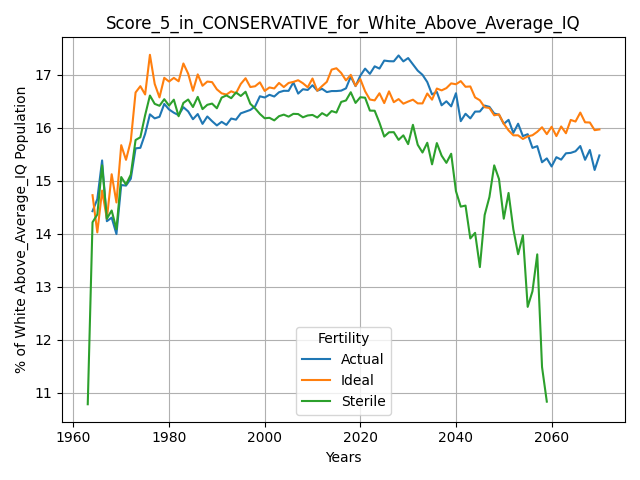 Score_5_in_CONSERVATIVE_for_White_Above_Average_IQ
% of White Above_Average_IQ Population
17
16
15
14
13
12
11
Fertility
Actual
Ideal
Sterile
1960
1980
2000
2020
2040
2060
Years